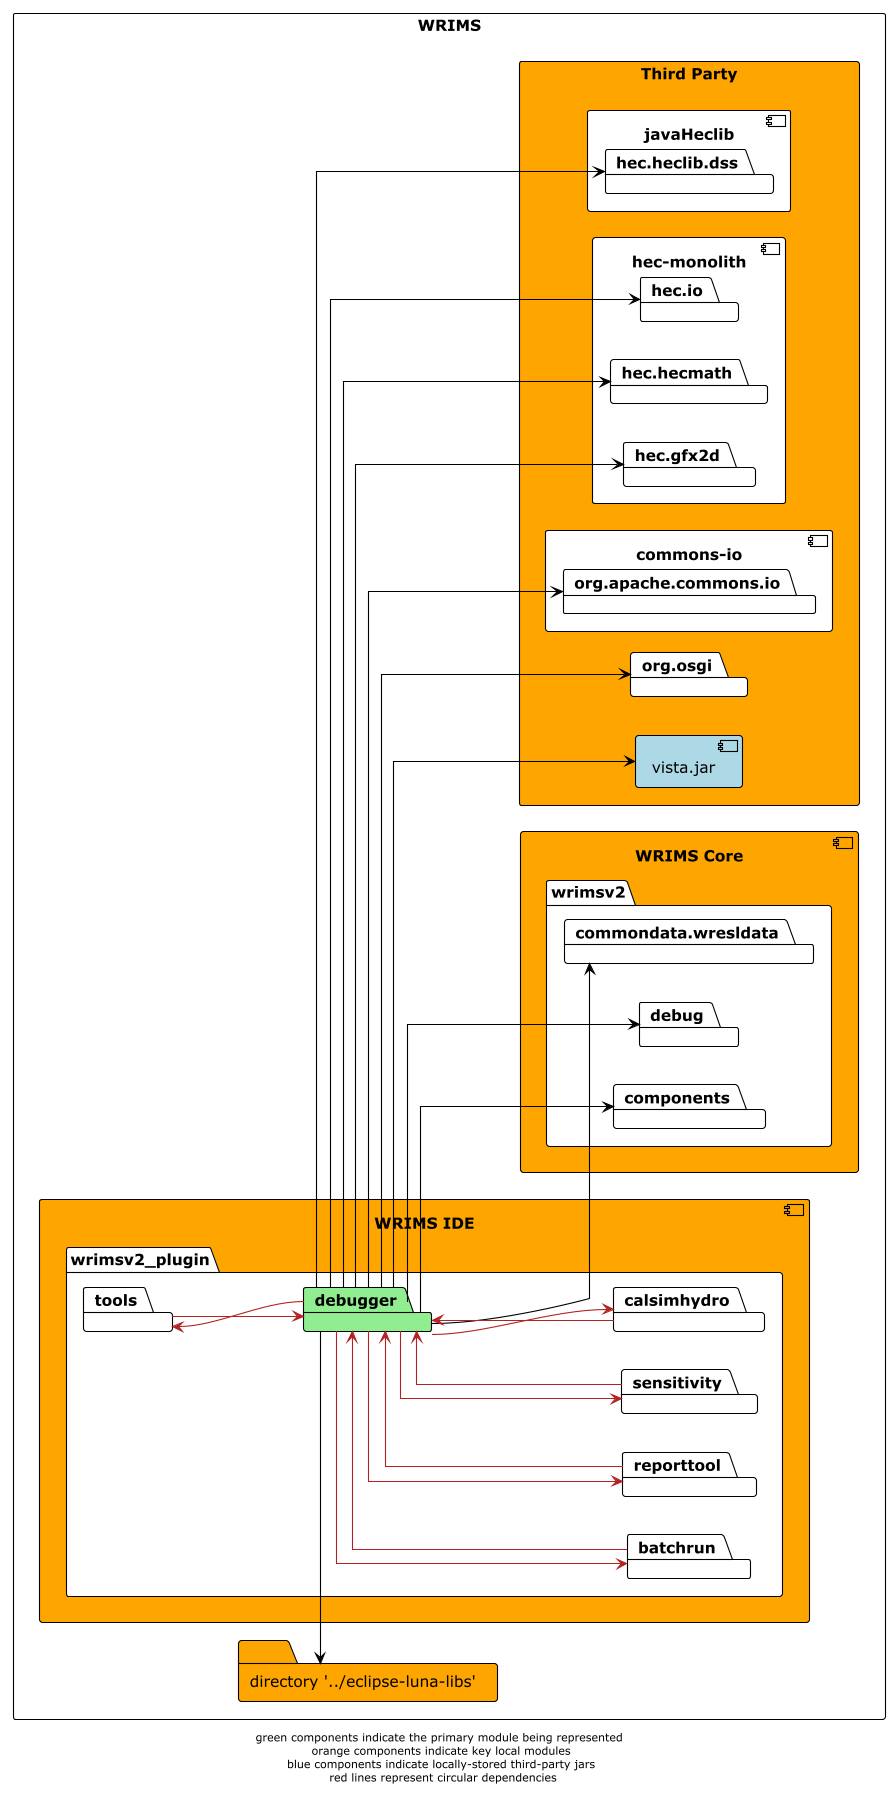 WRIMS
Third Party
javaHeclib
hec.heclib.dss
hec-monolith
hec.io
hec.hecmath
hec.gfx2d
commons-io
org.apache.commons.io
org.osgi
vista.jar
WRIMS Core
wrimsv2
commondata.wresldata
debug
components
WRIMS IDE
wrimsv2_plugin
tools
debugger
calsimhydro
sensitivity
reporttool
batchrun
directory '../eclipse-luna-libs'
green components indicate the primary module being represented
orange components indicate key local modules
blue components indicate locally-stored third-party jars
red lines represent circular dependencies